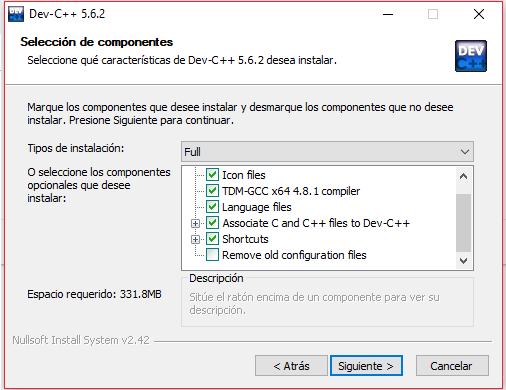 Dev-C++ 5.6.2
Selección de componentes
Seleccione qué características de Dev-C++ 5.6.2 desea instalar.
DEV
C++
Marque los componentes que desee instalar y desmarque los componentes que no desee
instalar. Presione Siguiente para continuar.
Tipos de instalación:
Full
O seleccione los componentes
opcionales que desee
instalar:
Icon files
TDM-GCC x64 4.8.1 compiler
Language files
Associate C and C++ files to Dev-C++
Shortcuts
Remove old configuration files
Espacio requerido: 331.8MB
Descripción
Sitúe el ratón encima de un componente para ver su
descripción.
Nullsoft Install System v2.42
< Atrás
Siguiente >
Cancelar